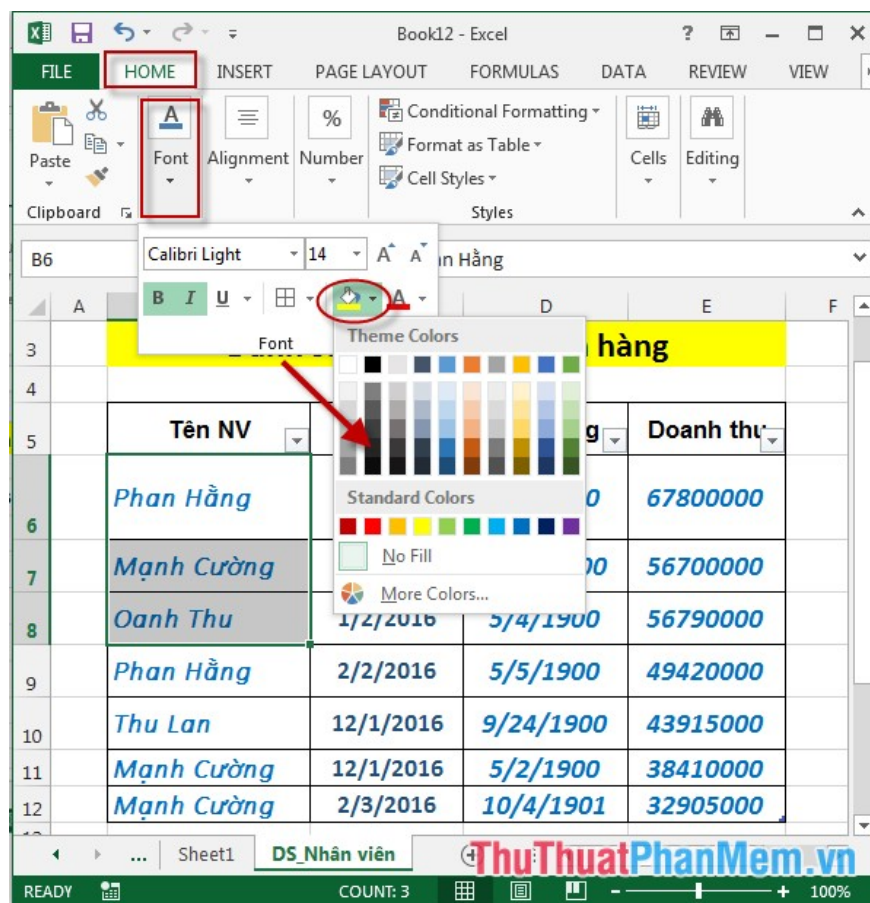 Book12 - Excel
FILE HOME INSERT PAGE LAYOUT FORMULAS DATA REVIEW VIEW
Conditional Formatting
Format as Table
Cell Styles
Paste Font Alignment Number Cells Editing
Clipboard Styles
B6 Hằng
Calibri Light 14
B I U A
Font
Theme Colors
Standard Colors
No Fill
More Colors...
A D E F
3 hàng
4
5 Tên NV g Doanh thu
6 Phan Hằng 0 67800000
7 Mạnh Cường 00 56700000
8 Oanh Thu 1/2/2016 5/4/1900 56790000
9 Phan Hằng 2/2/2016 5/5/1900 49420000
10 Thu Lan 12/1/2016 9/24/1900 43915000
11 Mạnh Cường 12/1/2016 5/2/1900 38410000
12 Mạnh Cường 2/3/2016 10/4/1901 32905000
... Sheet1 DS_Nhân viên
ThuThuatPhanMem.vn
READY COUNT: 3 100%